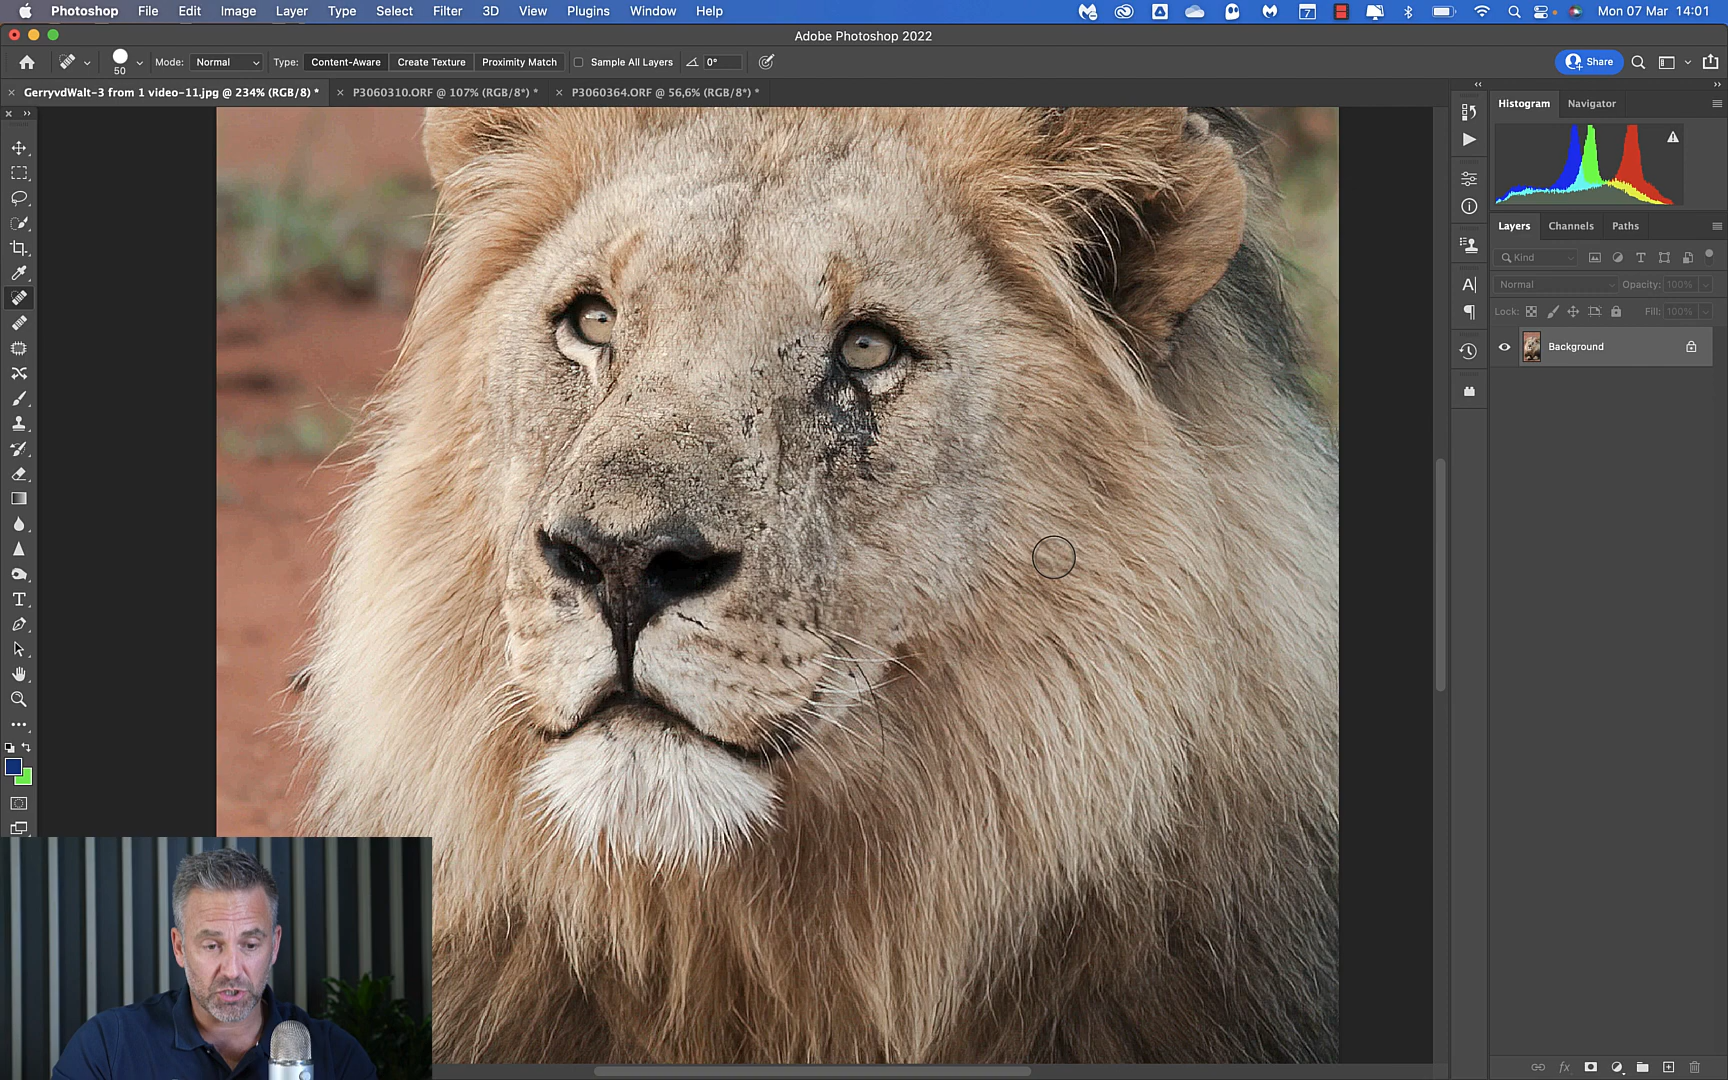 Photoshop File Edit Image Layer Type Select Filter 3D View Plugins Window Help Mon 07 Mar 14:01
Adobe Photoshop 2022
50 Mode: Normal Type: Content-Aware Create Texture Proximity Match Sample All Layers 0° Share
GerryvdWalt-3 from 1 video-11.jpg @ 234% (RGB/8) * P3060310.ORF @ 107% (RGB/8*) * P3060364.ORF @ 56,6% (RGB/8*) *
Histogram Navigator
Layers Channels Paths
Kind
Normal Opacity: 100%
Lock: Fill: 100%
Background